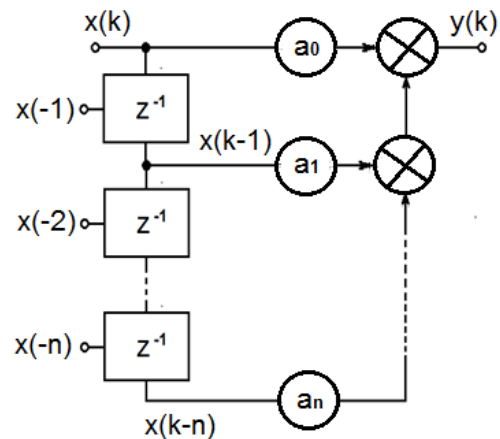 x(k)
a0
y(k)
x(-1)
z-1
x(k-1)
a1
x(-2)
z-1
x(-n)
z-1
an
x(k-n)